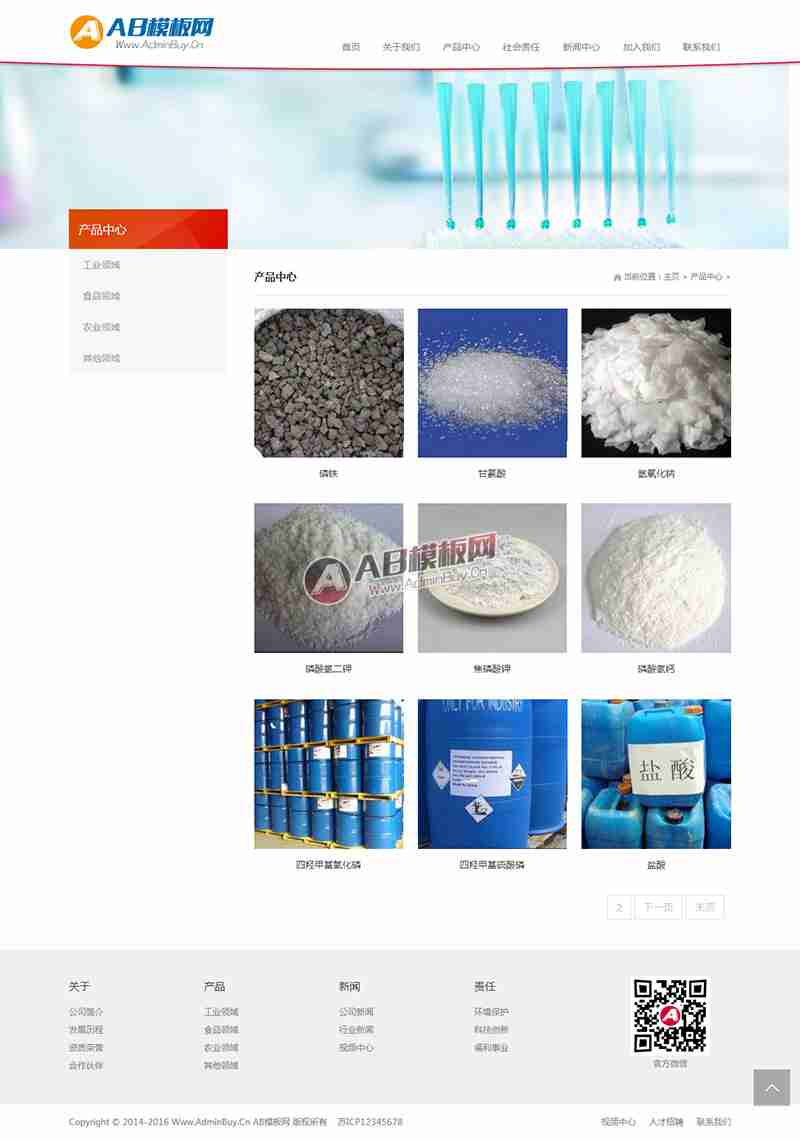 AB模板网
Www.AdminBuy.Cn
首页 关于我们 产品中心 社会责任 新闻中心 加入我们 联系我们
产品中心
工业领域
食品领域
农业领域
其他领域
产品中心
当前位置：主页 > 产品中心 >
磷铁 甘氨酸 氢氧化钠
AB模板网
Www.AdminBuy.Cn
磷酸氢二钾 焦磷酸钾 磷酸氢钙
ONLY FOR INDUSTRY
盐 酸
四羟甲基氯化磷 四羟甲基硫酸磷 盐酸
2 下一页 末页
关于 产品 新闻 责任
公司简介 工业领域 公司新闻 环境保护
发展历程 食品领域 行业新闻 科技创新
资质荣誉 农业领域 视频中心 福利事业
合作伙伴 其他领域
官方微信
Copyright © 2014-2016 Www.AdminBuy.Cn AB模板网 版权所有 苏ICP12345678
视频中心 人才招聘 联系我们